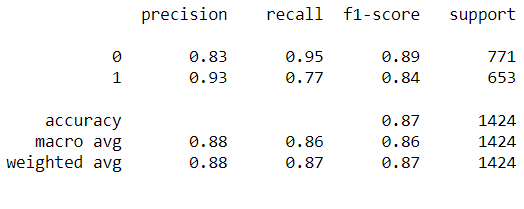 precision recall f1-score support
0 0.83 0.95 0.89 771
1 0.93 0.77 0.84 653
accuracy 0.87 1424
macro avg 0.88 0.86 0.86 1424
weighted avg 0.88 0.87 0.87 1424